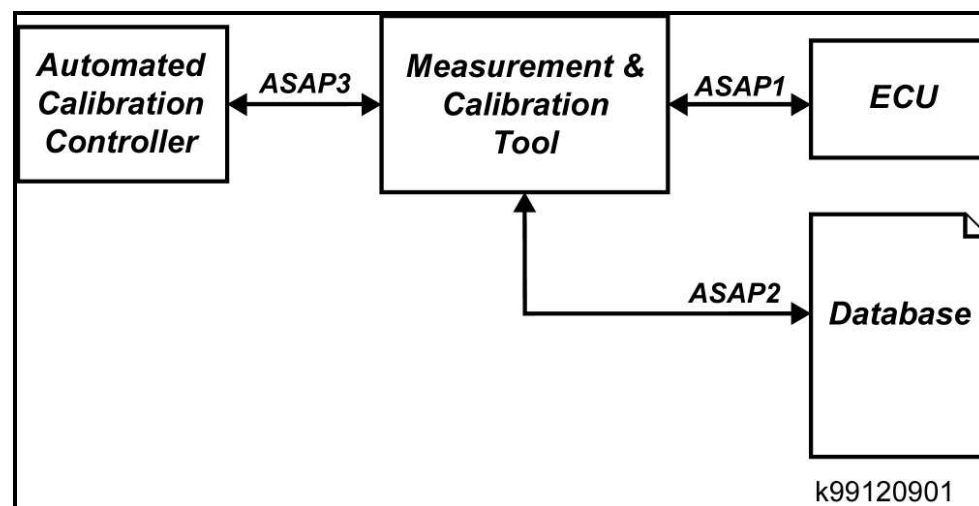 Automated
Calibration
Controller
ASAP3
Measurement &
Calibration
Tool
ASAP1
ECU
ASAP2
Database
k99120901